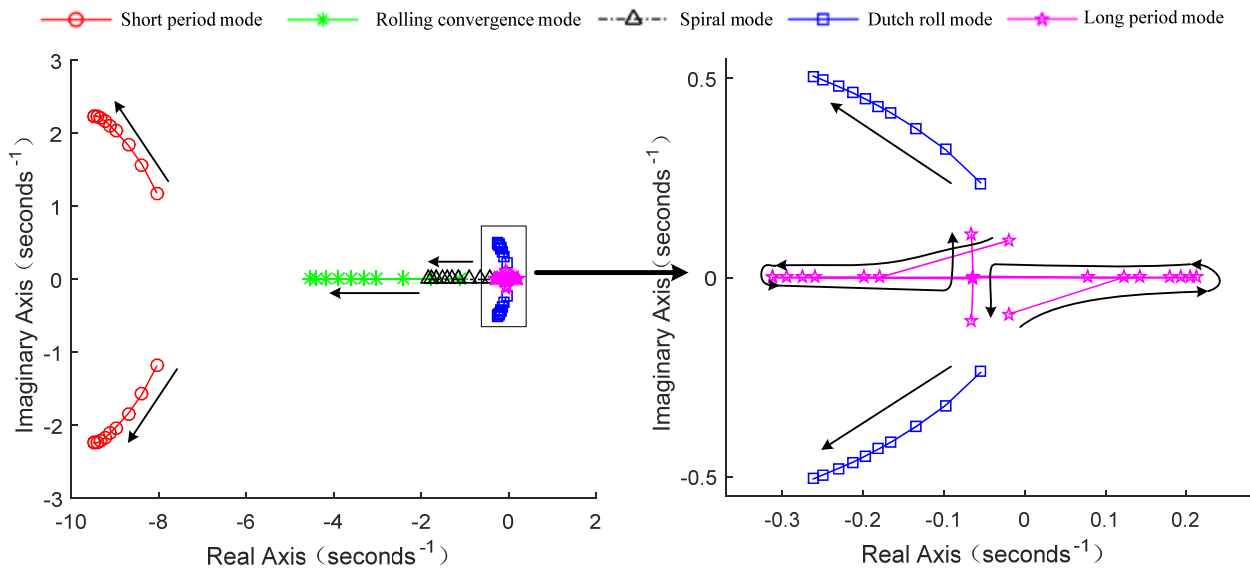 Short period mode Rolling convergence mode Spiral mode Dutch roll mode Long period mode
Imaginary Axis（seconds⁻¹）
3
2
1
0
-1
-2
-3
-10 -8 -6 -4 -2 0 2
Real Axis（seconds⁻¹）
Imaginary Axis（seconds⁻¹）
0.5
0
-0.5
-0.3 -0.2 -0.1 0 0.1 0.2
Real Axis（seconds⁻¹）